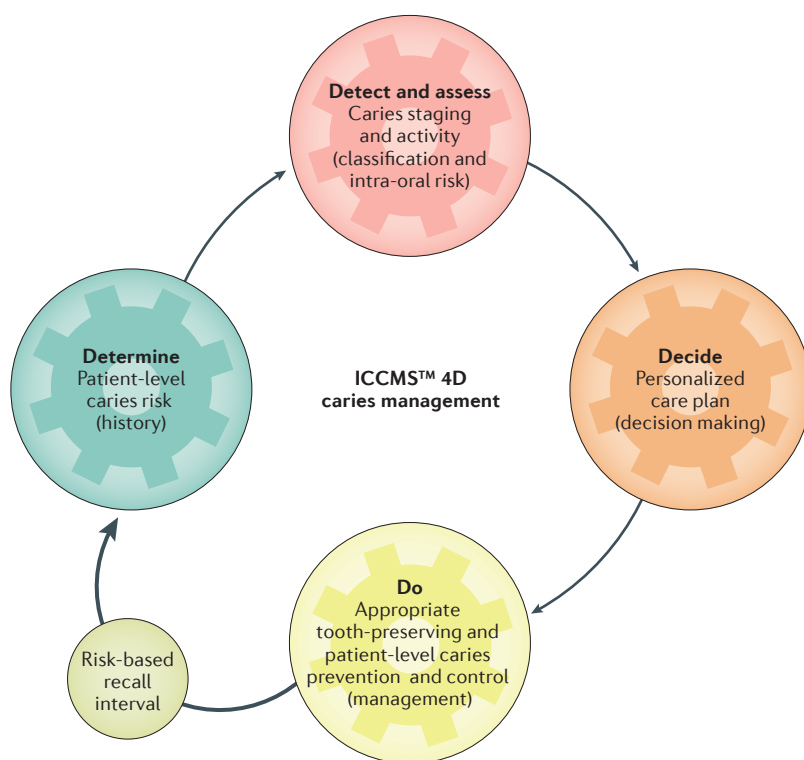 Detect and assess
Caries staging
and activity
(classification and
intra-oral risk)
Determine
Patient-level
caries risk
(history)
ICCMS™ 4D
caries management
Decide
Personalized
care plan
(decision making)
Do
Appropriate
tooth-preserving and
patient-level caries
prevention and control
(management)
Risk-based
recall
interval